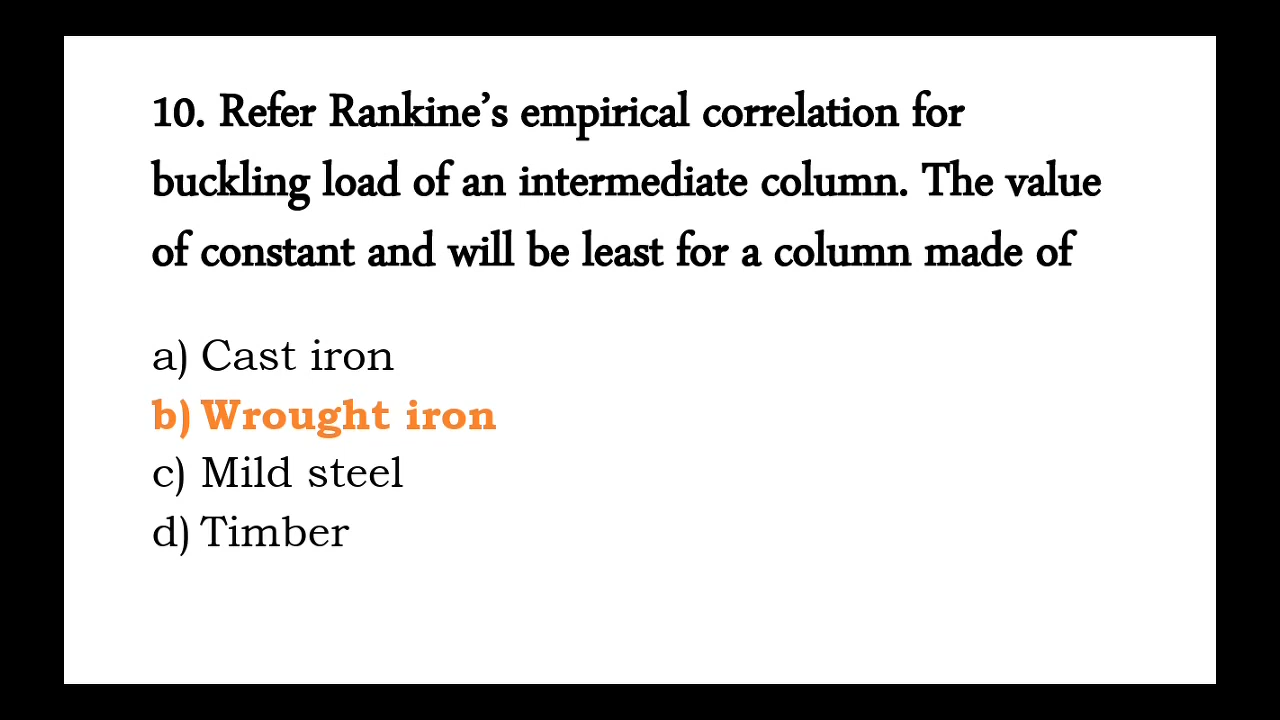 10. Refer Rankine’s empirical correlation for
buckling load of an intermediate column. The value
of constant and will be least for a column made of
a) Cast iron
b) Wrought iron
c) Mild steel
d) Timber